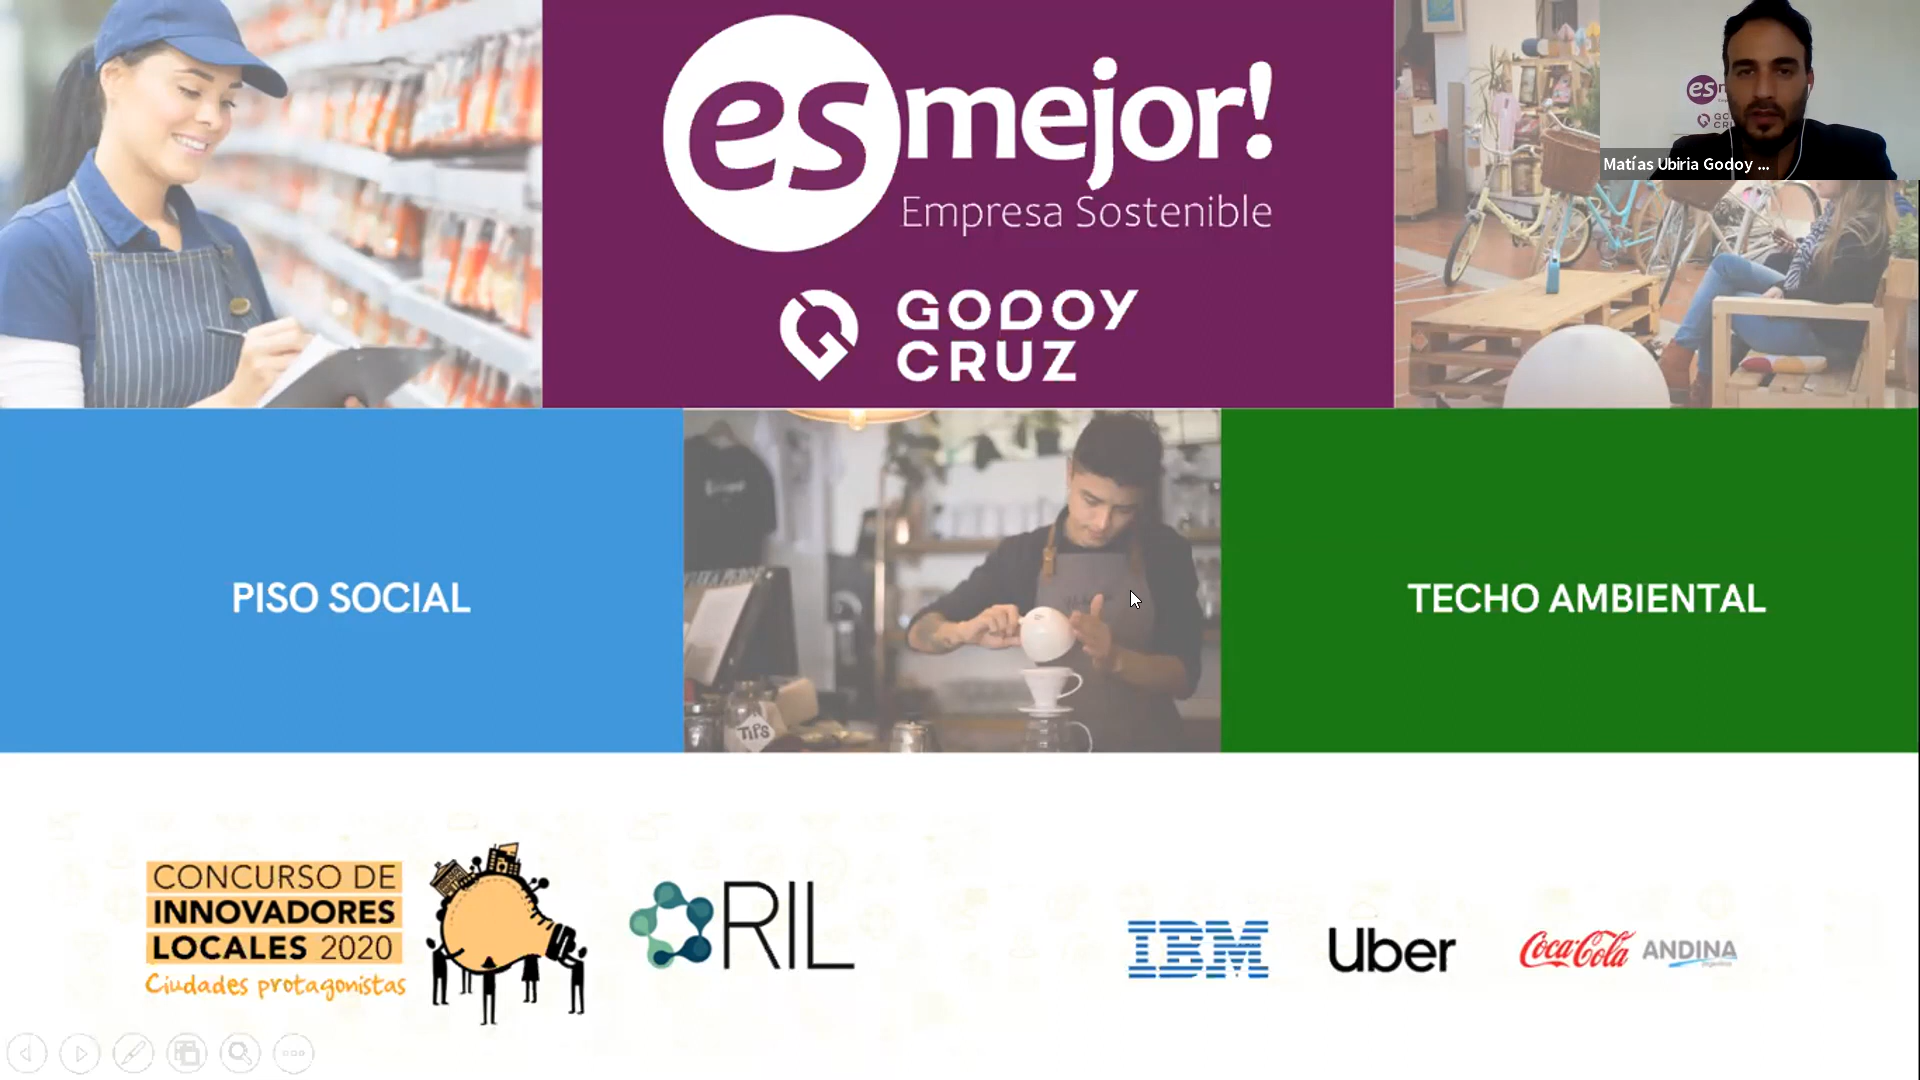 es mejor!
Empresa Sostenible
GODOY
CRUZ
es
Matías Ubiria Godoy ...
PISO SOCIAL
TECHO AMBIENTAL
TIPS
CONCURSO DE
INNOVADORES
LOCALES 2020
Ciudades protagonistas
RIL
IBM
Uber
Coca-Cola ANDINA